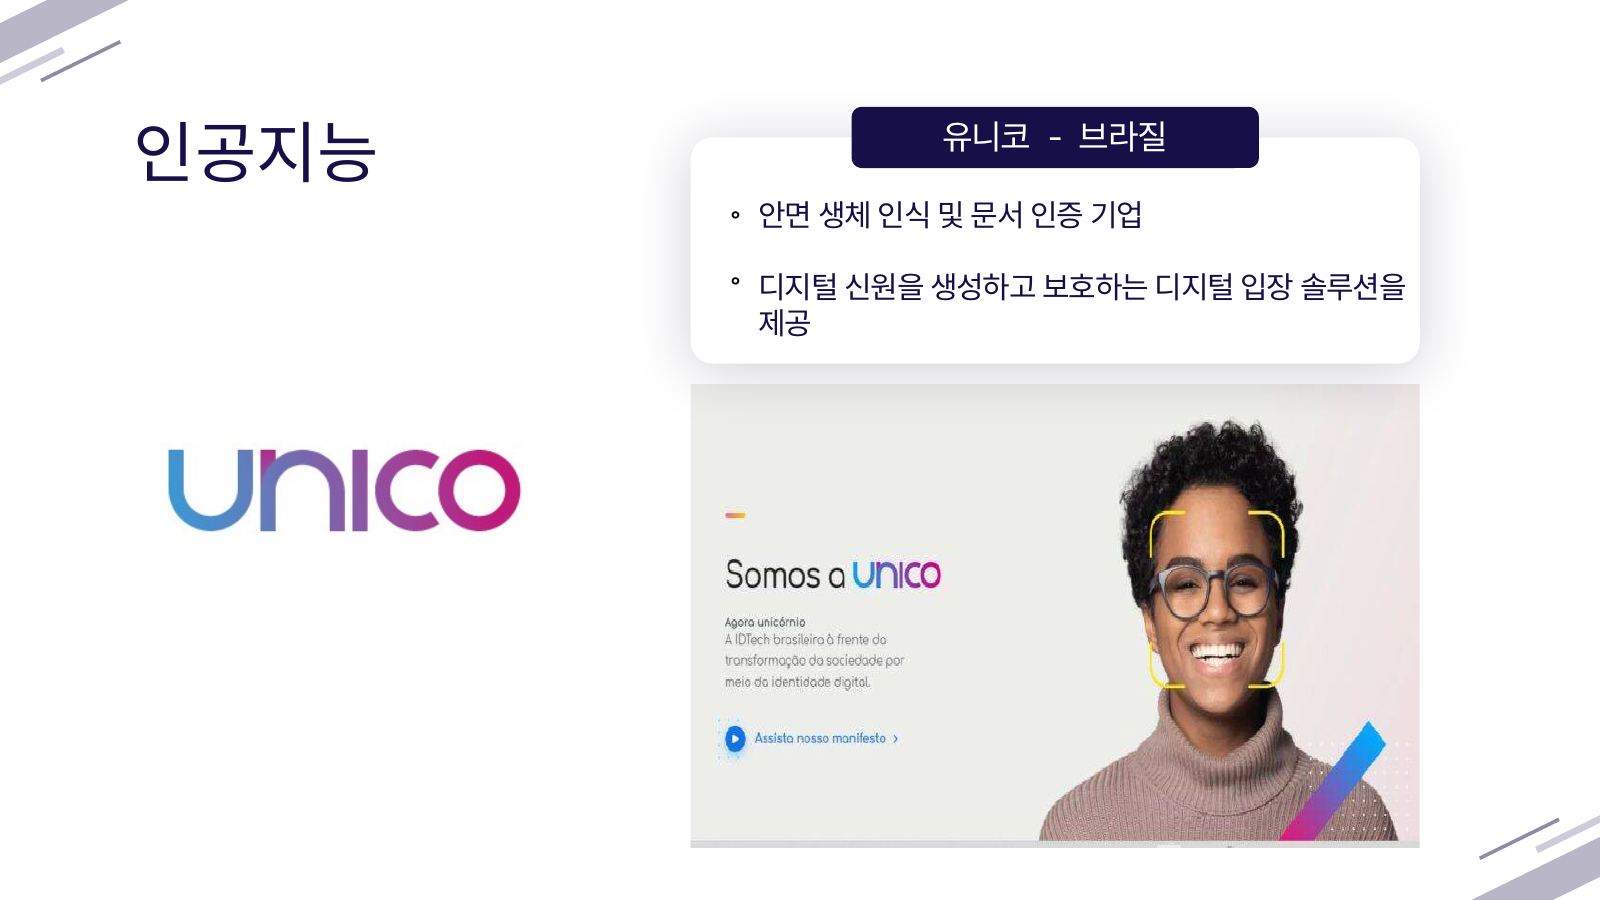 인공지능
유니코 - 브라질
안면 생체 인식 및 문서 인증 기업
디지털 신원을 생성하고 보호하는 디지털 입장 솔루션을
제공
unico
Somos a unico
Agora unicórnio
A IDTech brasileira à frente da
transformação da sociedade por
meio da identidade digital.
Assista nosso manifesto ›